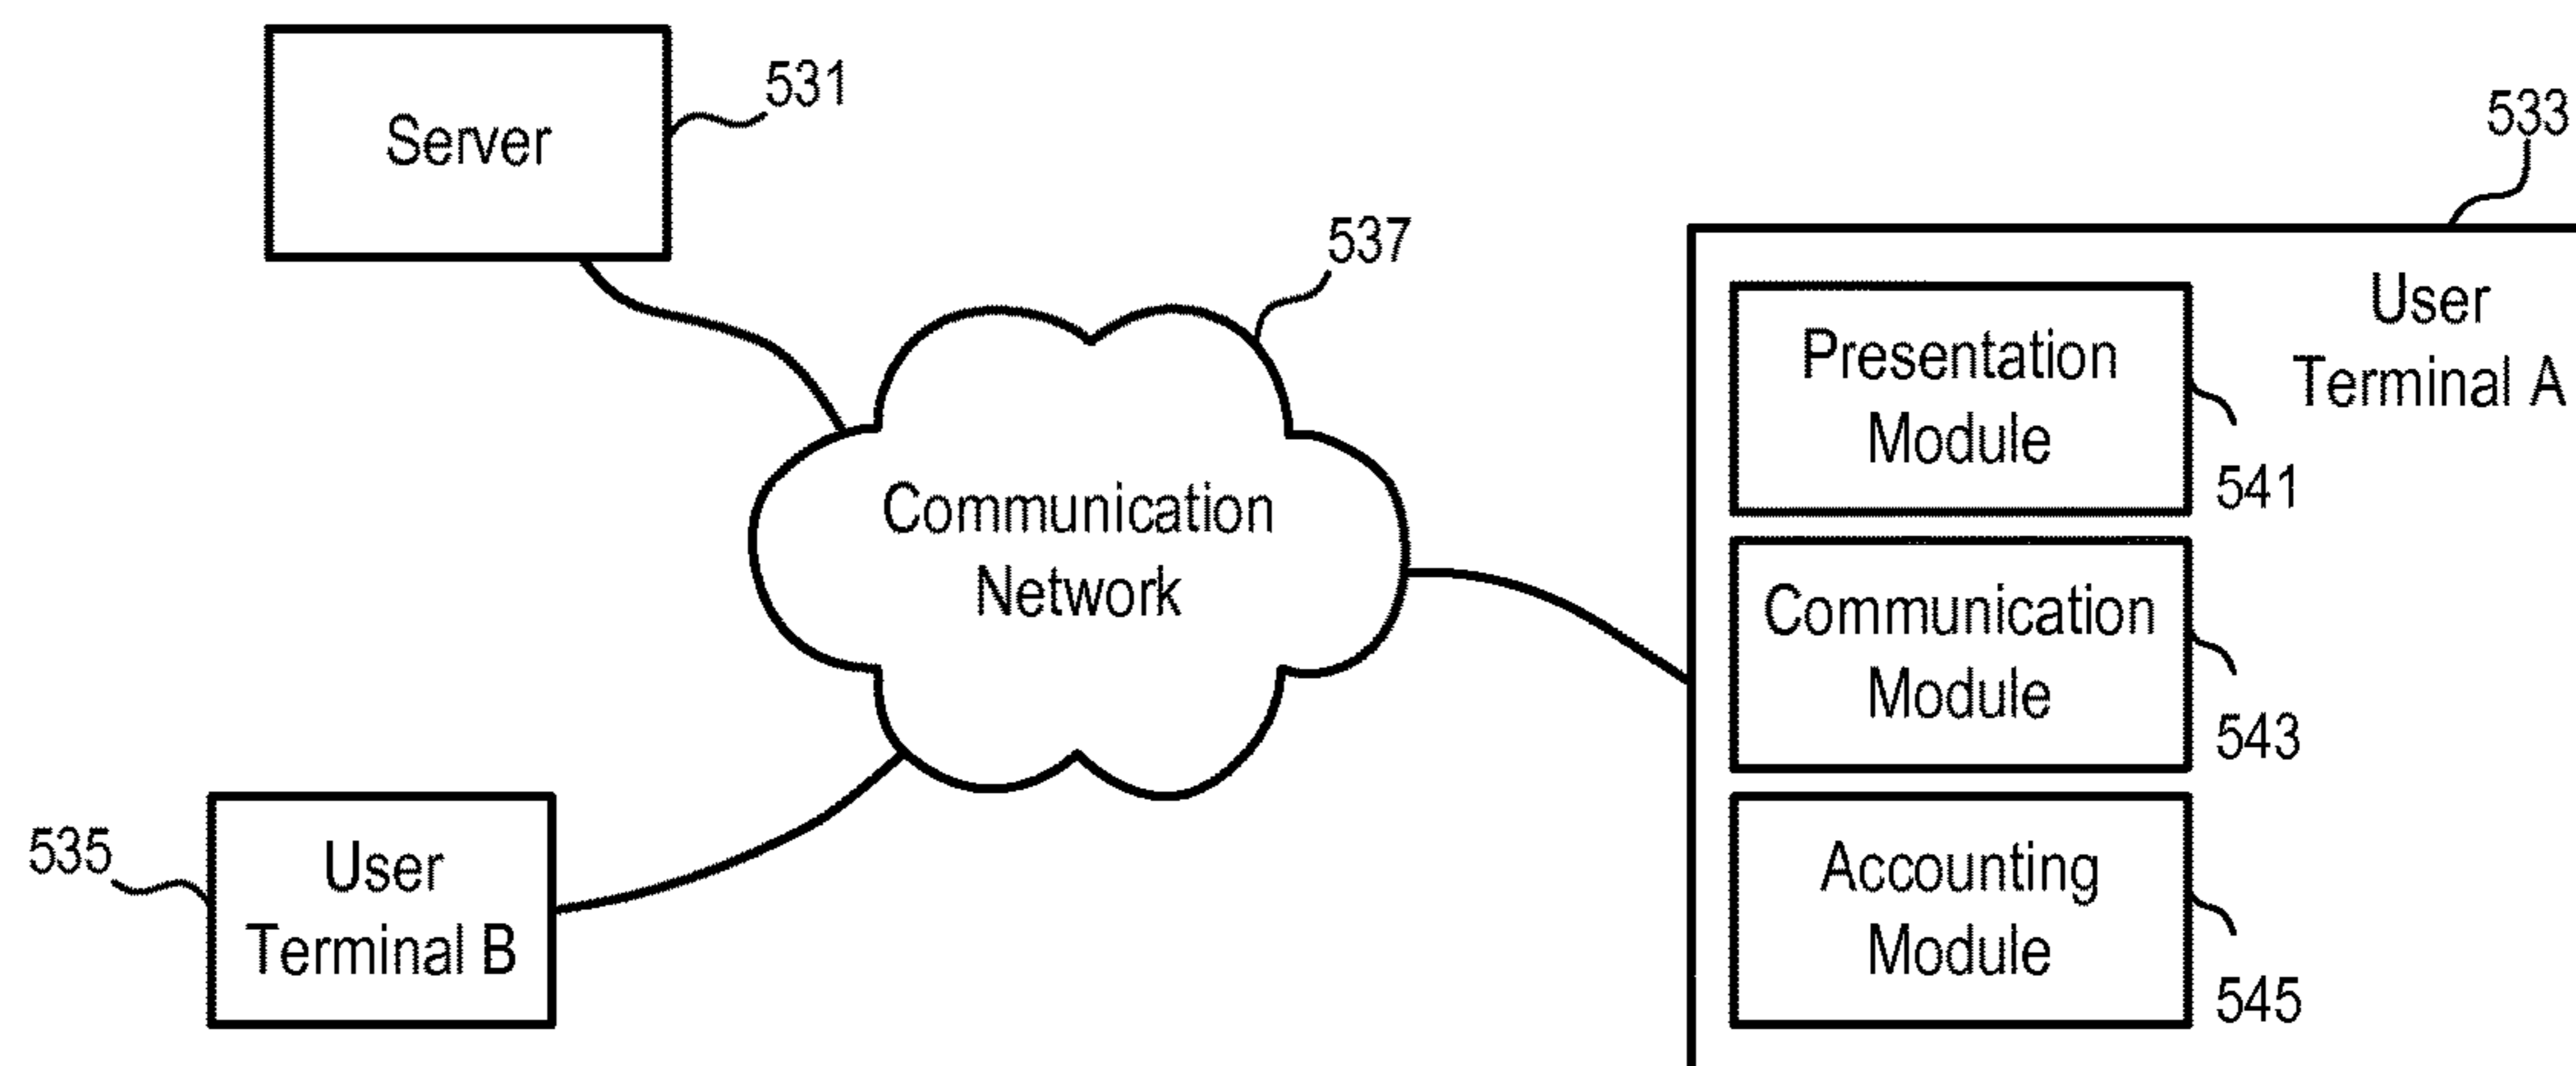 Server
531
533
537
User
Terminal A
Presentation
Module
541
Communication
Network
Communication
Module
543
535
User
Terminal B
Accounting
Module
545